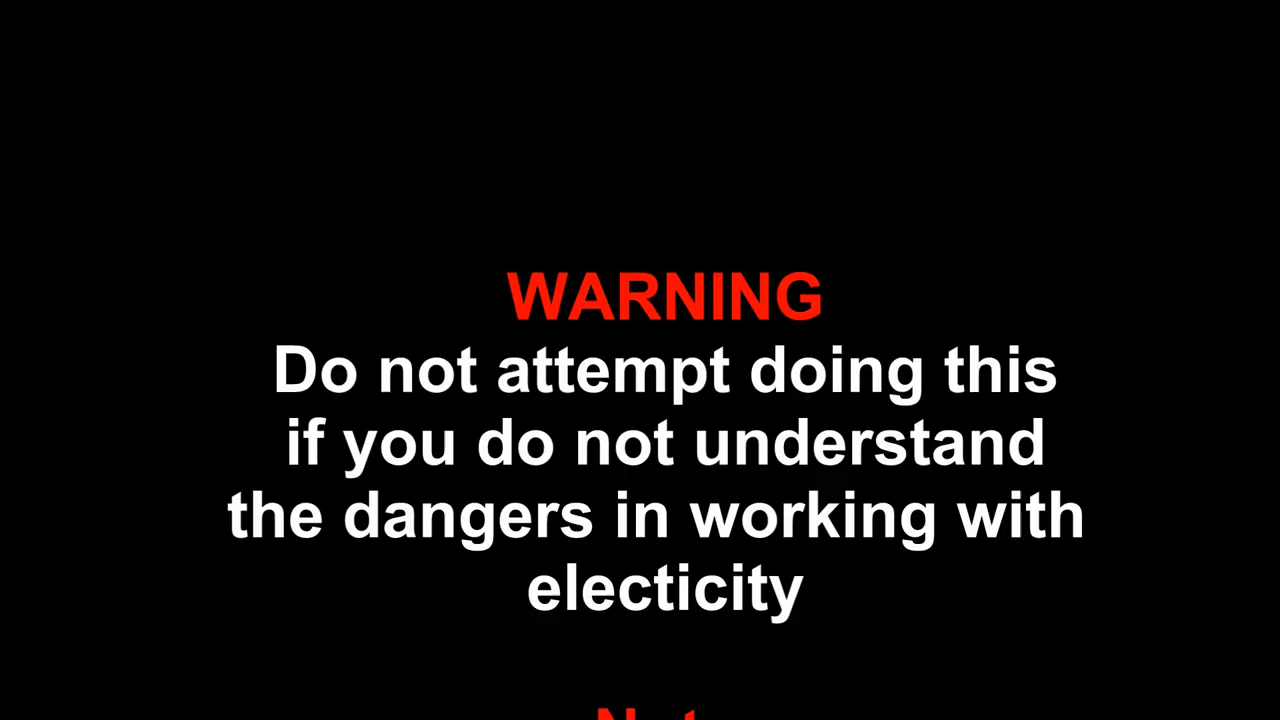 WARNING
Do not attempt doing this
if you do not understand
the dangers in working with
electicity